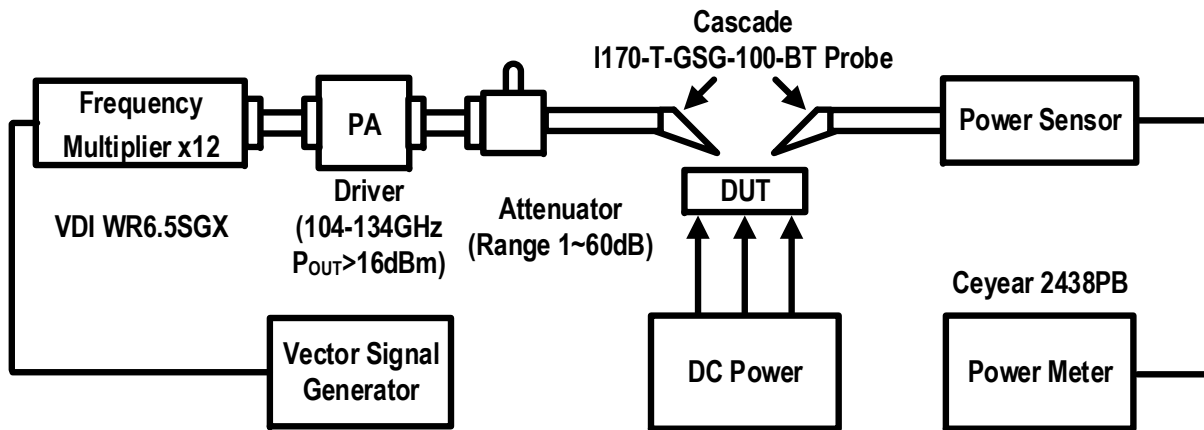 Cascade
I170-T-GSG-100-BT Probe
Frequency
Multiplier x12
PA
Power Sensor
VDI WR6.5SGX
Driver
(104-134GHz
POUT>16dBm)
Attenuator
(Range 1~60dB)
DUT
Ceyear 2438PB
Vector Signal
Generator
DC Power
Power Meter